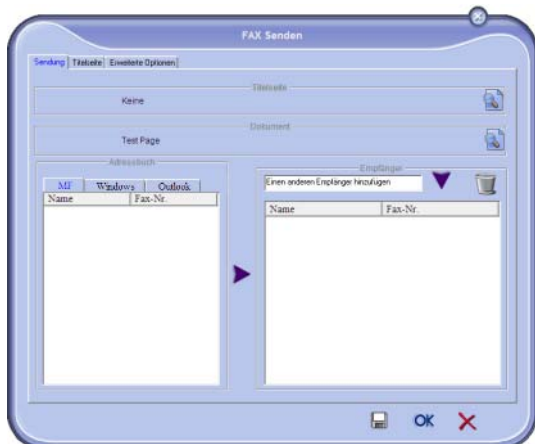 FAX Senden
Sendung Titelseite Erweiterte Optionen
Titelseite
Keine
Dokument
Test Page
Adressbuch
Empfänger
MF Windows Outlook
Einen anderen Empfänger hinzufügen
Name Fax-Nr.
Name Fax-Nr.
OK